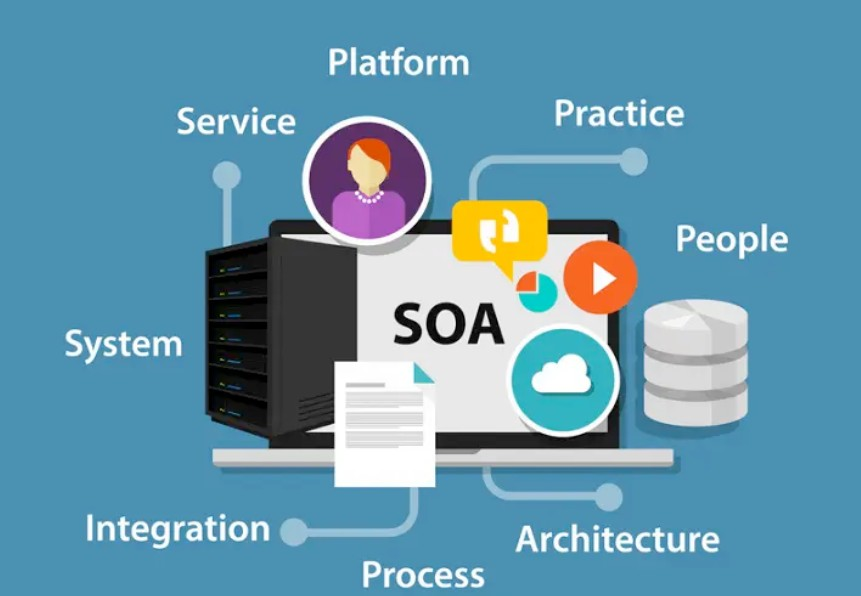 Platform
Service
Practice
People
SOA
System
Integration
Architecture
Process